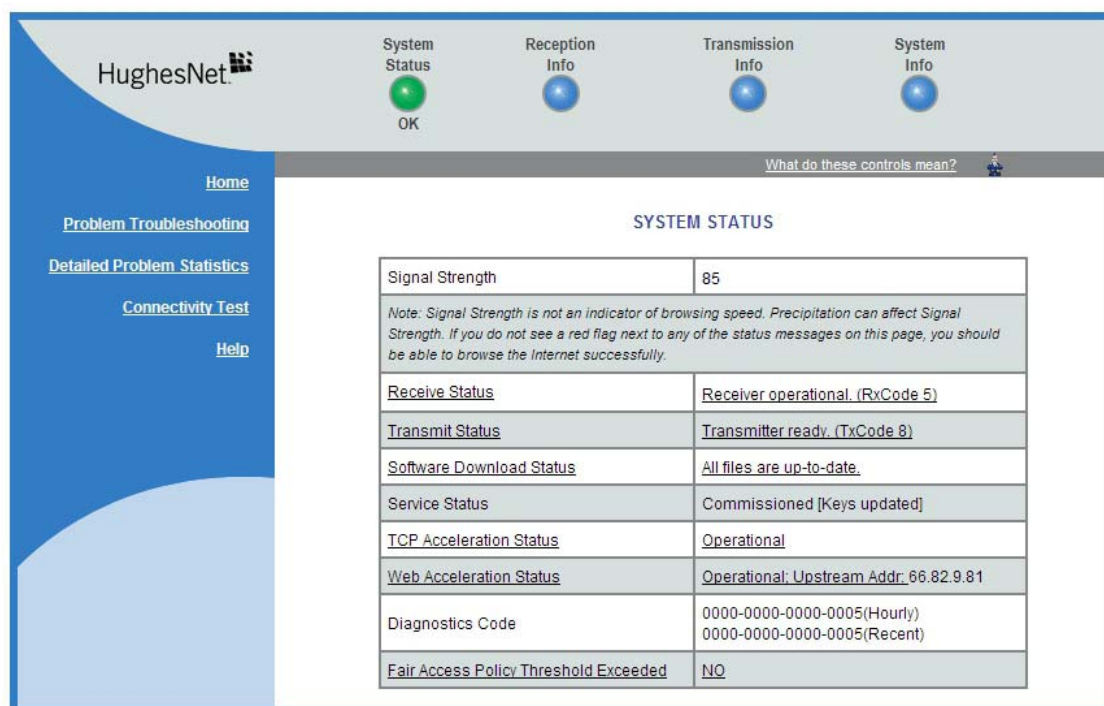 HughesNet.
System Status
OK
Reception Info
Transmission Info
System Info
What do these controls mean?
Home
Problem Troubleshooting
Detailed Problem Statistics
Connectivity Test
Help
SYSTEM STATUS
Signal Strength 85
Note: Signal Strength is not an indicator of browsing speed. Precipitation can affect Signal
Strength. If you do not see a red flag next to any of the status messages on this page, you should
be able to browse the Internet successfully.
Receive Status Receiver operational. (RxCode 5)
Transmit Status Transmitter ready. (TxCode 8)
Software Download Status All files are up-to-date.
Service Status Commissioned [Keys updated]
TCP Acceleration Status Operational
Web Acceleration Status Operational; Upstream Addr: 66.82.9.81
Diagnostics Code 0000-0000-0000-0005(Hourly)
0000-0000-0000-0005(Recent)
Fair Access Policy Threshold Exceeded NO